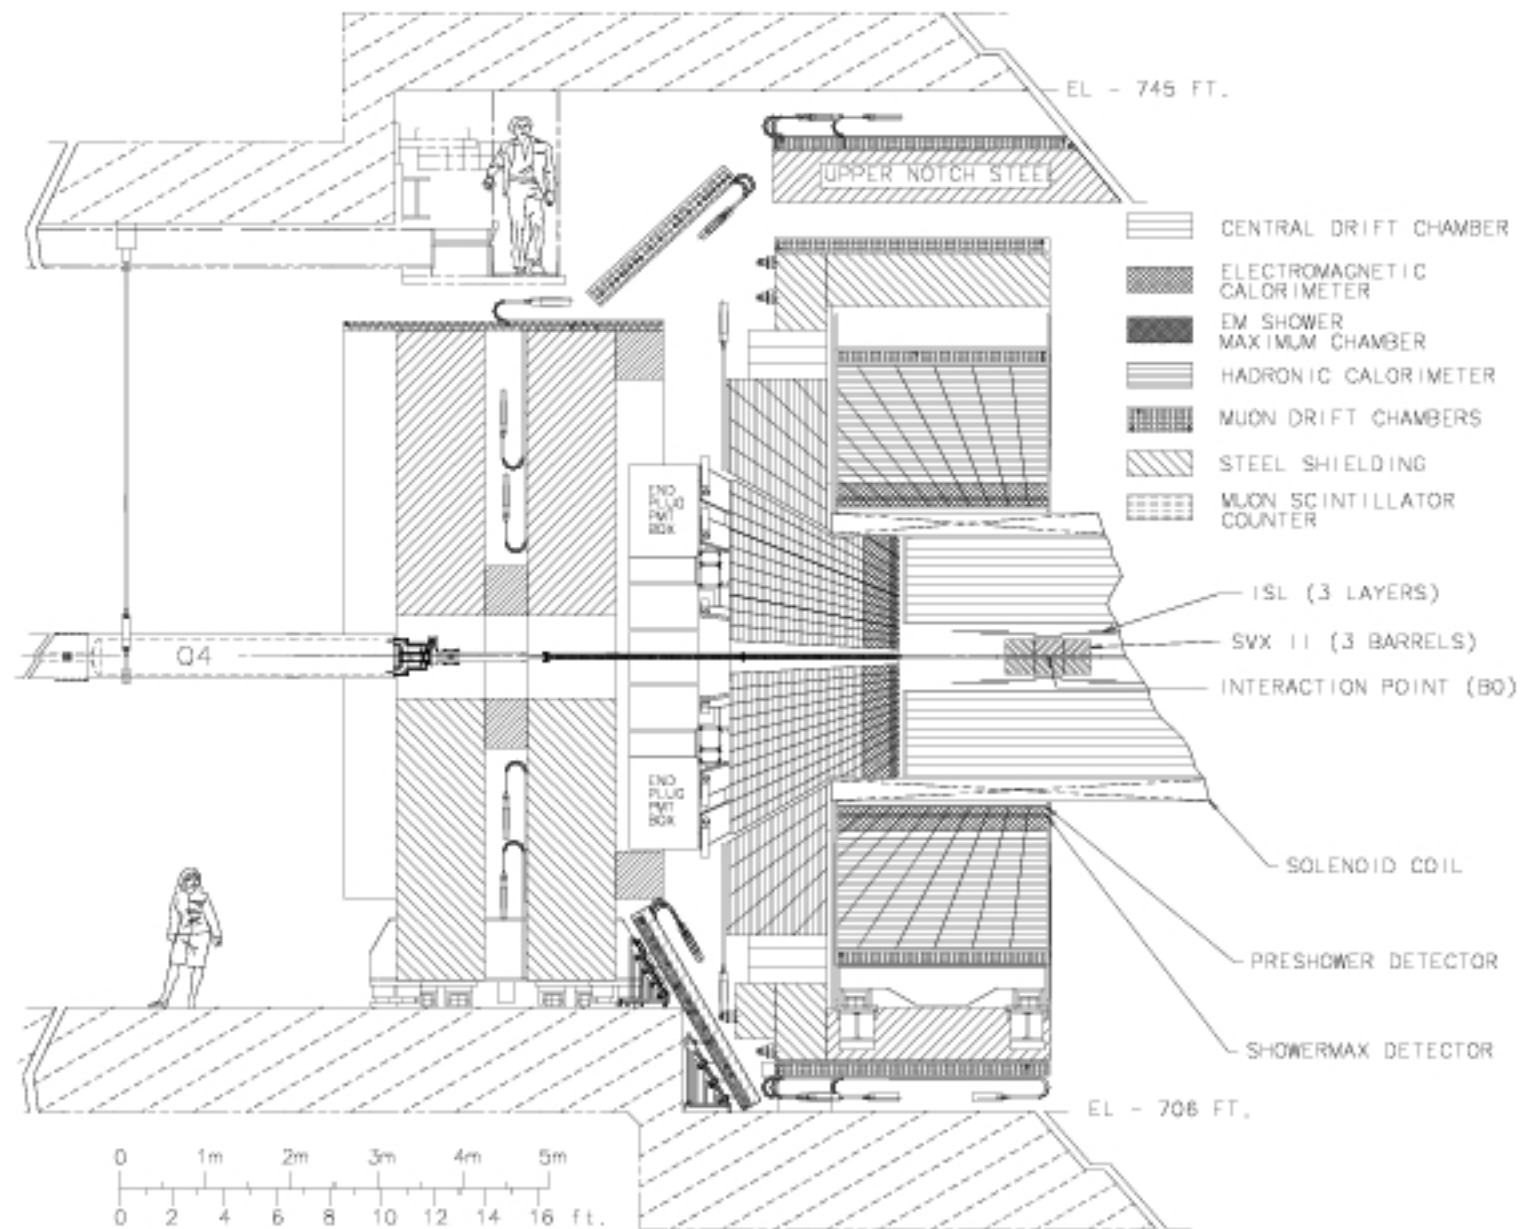 EL - 745 FT.
UPPER NOTCH STEEL
CENTRAL DRIFT CHAMBER
ELECTROMAGNETIC
CALORIMETER
EM SHOWER
MAXIMUM CHAMBER
HADRONIC CALORIMETER
MUON DRIFT CHAMBERS
STEEL SHIELDING
MUON SCINTILLATOR
COUNTER
END
PLUG
PMT
BOX
ISL (3 LAYERS)
SVX II (3 BARRELS)
INTERACTION POINT (B0)
Q4
END
PLUG
PMT
BOX
SOLENOID COIL
PRESHOWER DETECTOR
SHOWERMAX DETECTOR
EL - 706 FT.
0 1m 2m 3m 4m 5m
0 2 4 6 8 10 12 14 16 ft.